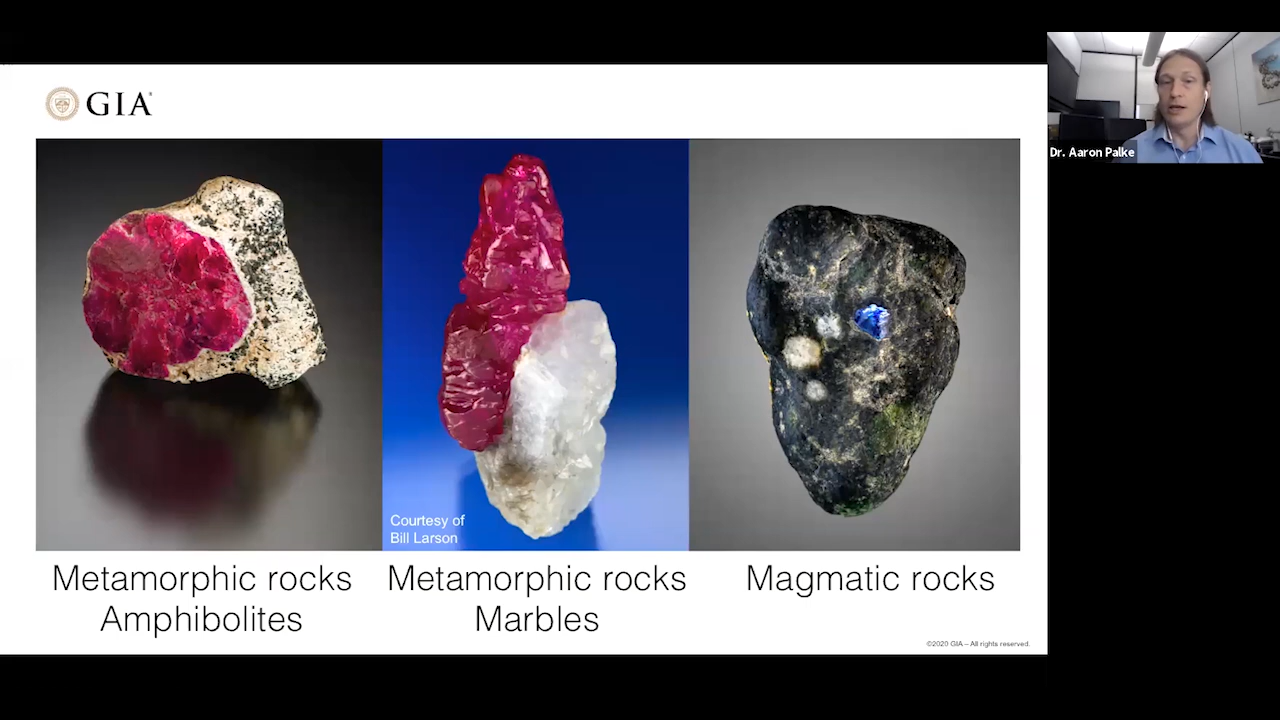 GIA®
Dr. Aaron Palke
Courtesy of
Bill Larson
Metamorphic rocks
Amphibolites
Metamorphic rocks
Marbles
Magmatic rocks
©2020 GIA – All rights reserved.